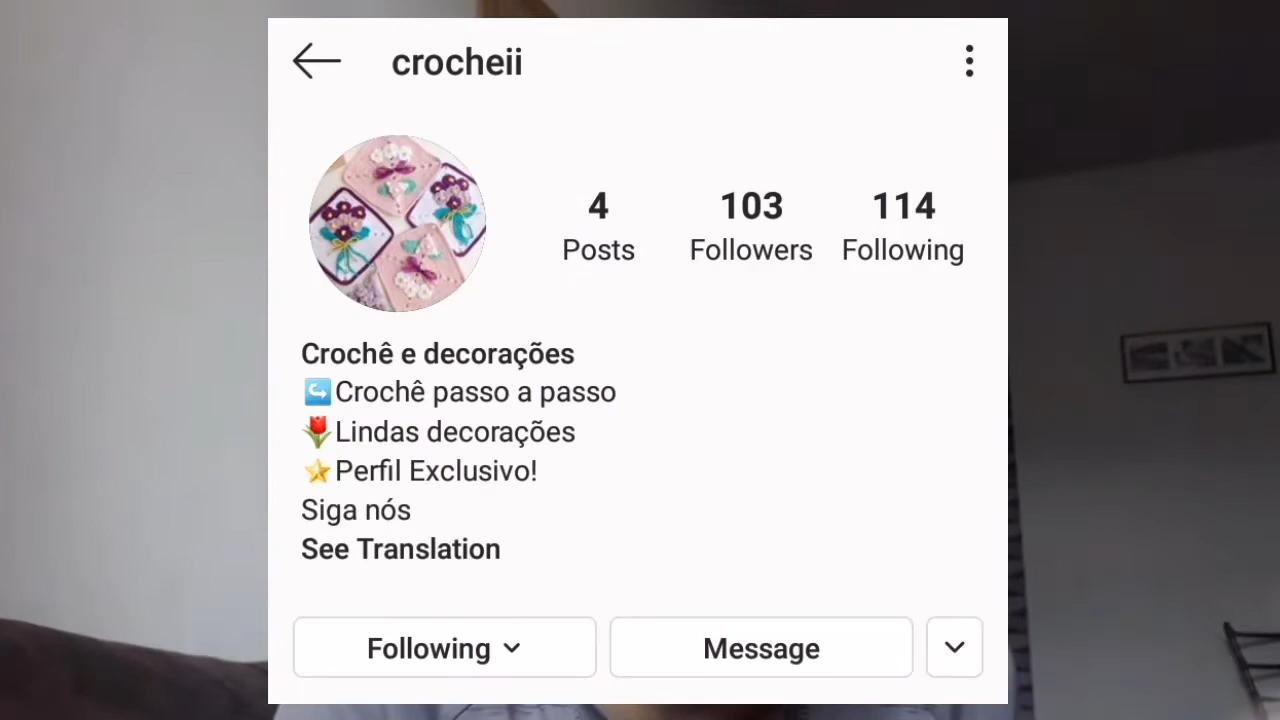 crocheii
4 103 114
Posts Followers Following
Crochê e decorações
↪️Crochê passo a passo
🌷Lindas decorações
⭐Perfil Exclusivo!
Siga nós
See Translation
Following Message